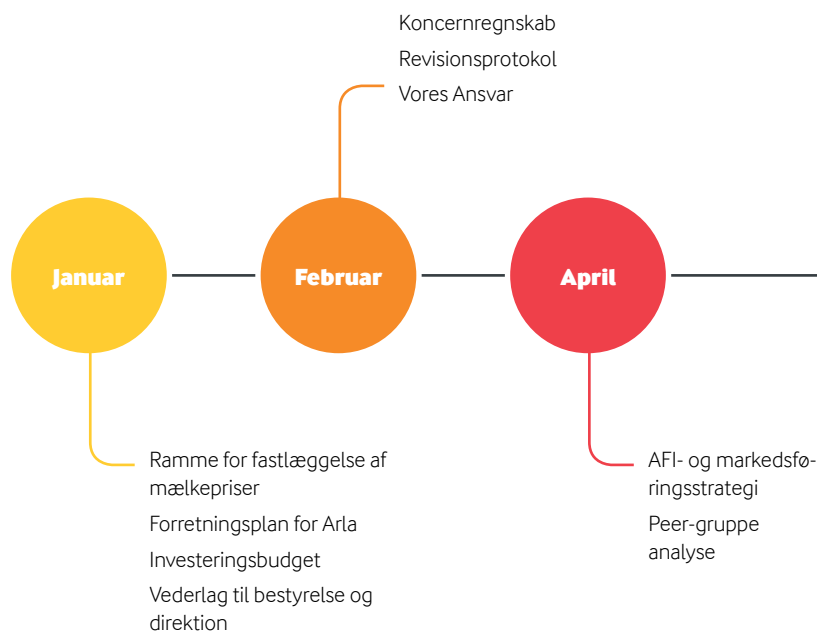 Koncernregnskab
Revisionsprotokol
Vores Ansvar
Januar
Februar
April
Ramme for fastlæggelse af
mælkepriser
Forretningsplan for Arla
Investeringsbudget
Vederlag til bestyrelse og
direktion
AFI- og markedsfø-
ringsstrategi
Peer-gruppe
analyse